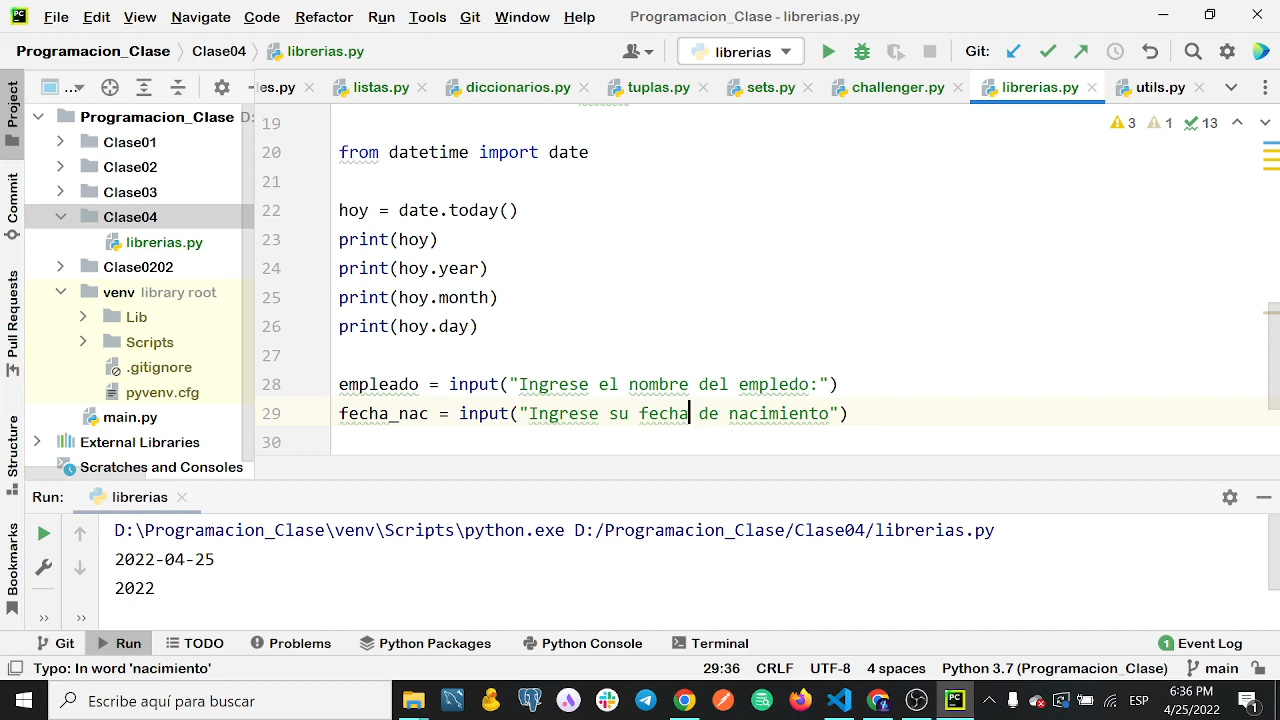 PC File Edit View Navigate Code Refactor Run Tools Git Window Help Programacion_Clase - librerias.py
Programacion_Clase Clase04 librerias.py librerias Git:
... es.py listas.py diccionarios.py tuplas.py sets.py challenger.py librerias.py utils.py
Project
Commit
Pull Requests
Structure
Bookmarks
Programacion_Clase D:
Clase01
Clase02
Clase03
Clase04
librerias.py
Clase0202
venv library root
Lib
Scripts
.gitignore
pyvenv.cfg
main.py
External Libraries
Scratches and Consoles
3 1 13
19
20 from datetime import date
21
22 hoy = date.today()
23 print(hoy)
24 print(hoy.year)
25 print(hoy.month)
26 print(hoy.day)
27
28 empleado = input("Ingrese el nombre del empledo:")
29 fecha_nac = input("Ingrese su fecha de nacimiento")
30
Run: librerias
D:\Programacion_Clase\venv\Scripts\python.exe D:/Programacion_Clase/Clase04/librerias.py
2022-04-25
2022
Git Run TODO Problems Python Packages Python Console Terminal 1 Event Log
Typo: In word 'nacimiento' 29:36 CRLF UTF-8 4 spaces Python 3.7 (Programacion_Clase) main
Escribe aquí para buscar PC ESP 6:36 PM
4/25/2022 1